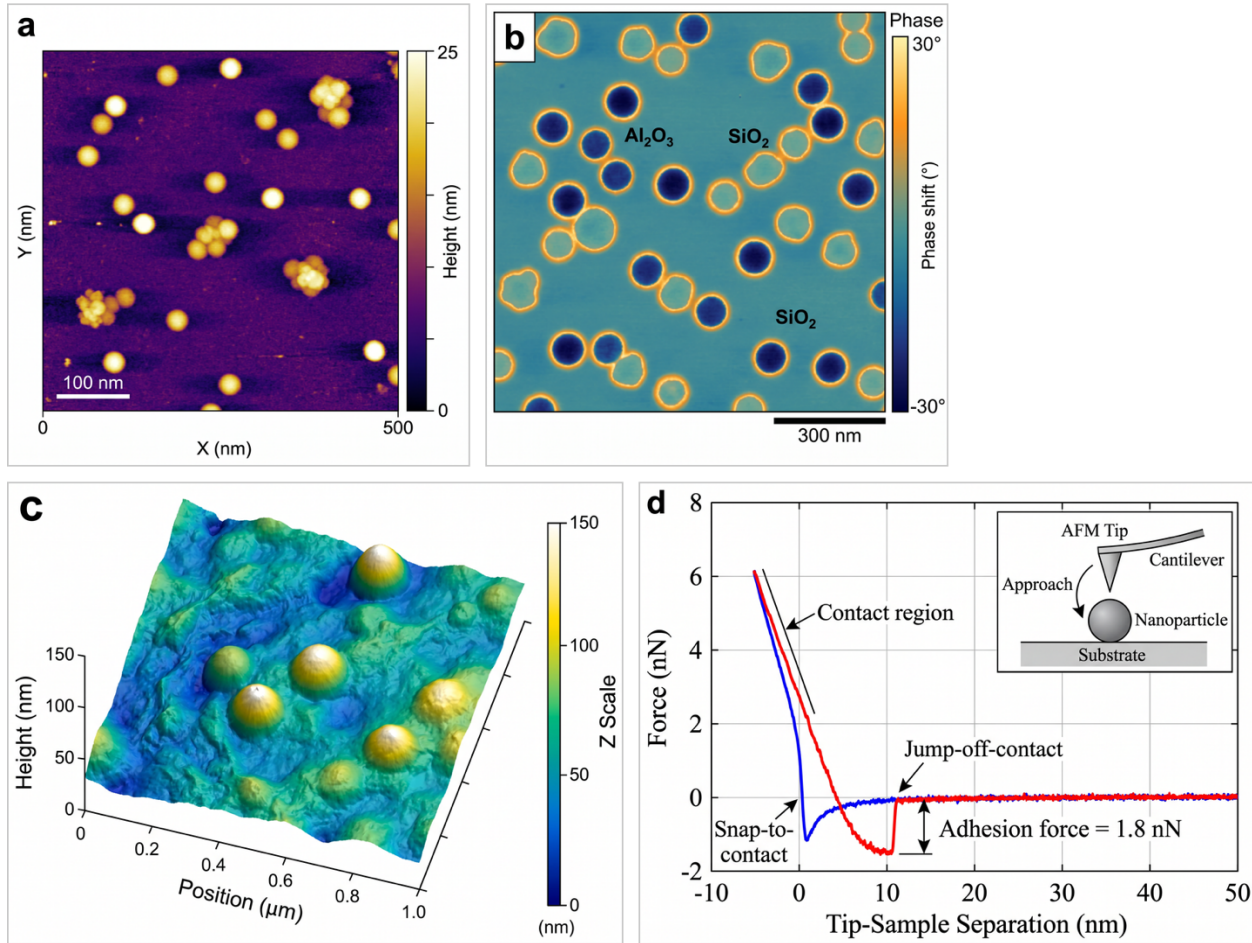 a
25
Height (nm)
0
Y (nm)
100 nm
0
500
X (nm)
b
Phase
30°
Al₂O₃
SiO₂
Phase shift (°)
SiO₂
-30°
300 nm
c
150
100
Z Scale
50
0
(nm)
150
100
50
0
Height (nm)
0
0.2
0.4
0.6
0.8
1.0
Position (μm)
d
8
6
4
2
0
-2
Force (nN)
AFM Tip
Cantilever
Approach
Nanoparticle
Substrate
Contact region
Jump-off-contact
Snap-to-
contact
Adhesion force = 1.8 nN
-10
0
10
20
30
40
50
Tip-Sample Separation (nm)